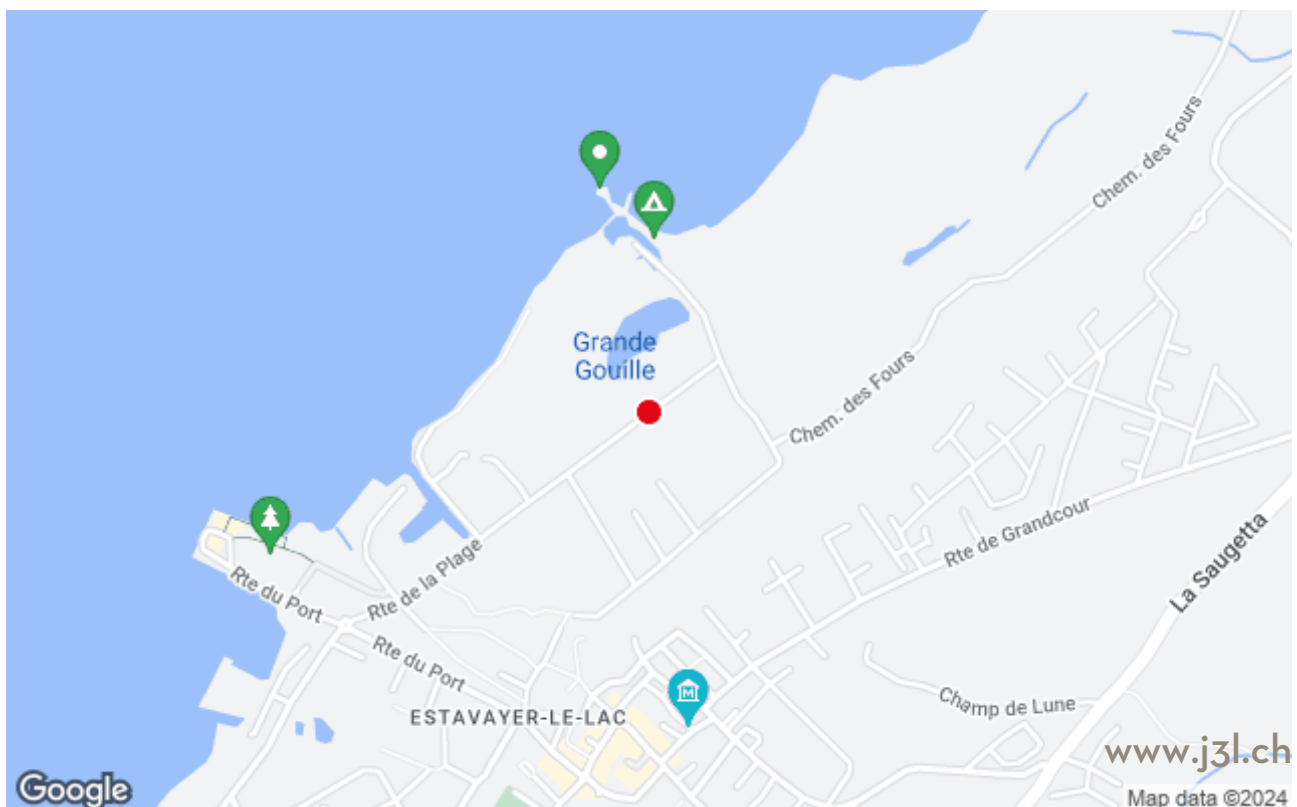 Grande
Gouille
Chem. des Fours
Chem. des Fours
Rte de Grandcour
La Saugetta
Rte de la Plage
Rte du Port
Rte du Port
ESTAVAYER-LE-LAC
M
Champ de Lune
www.j3l.ch
Google
Map data ©2024